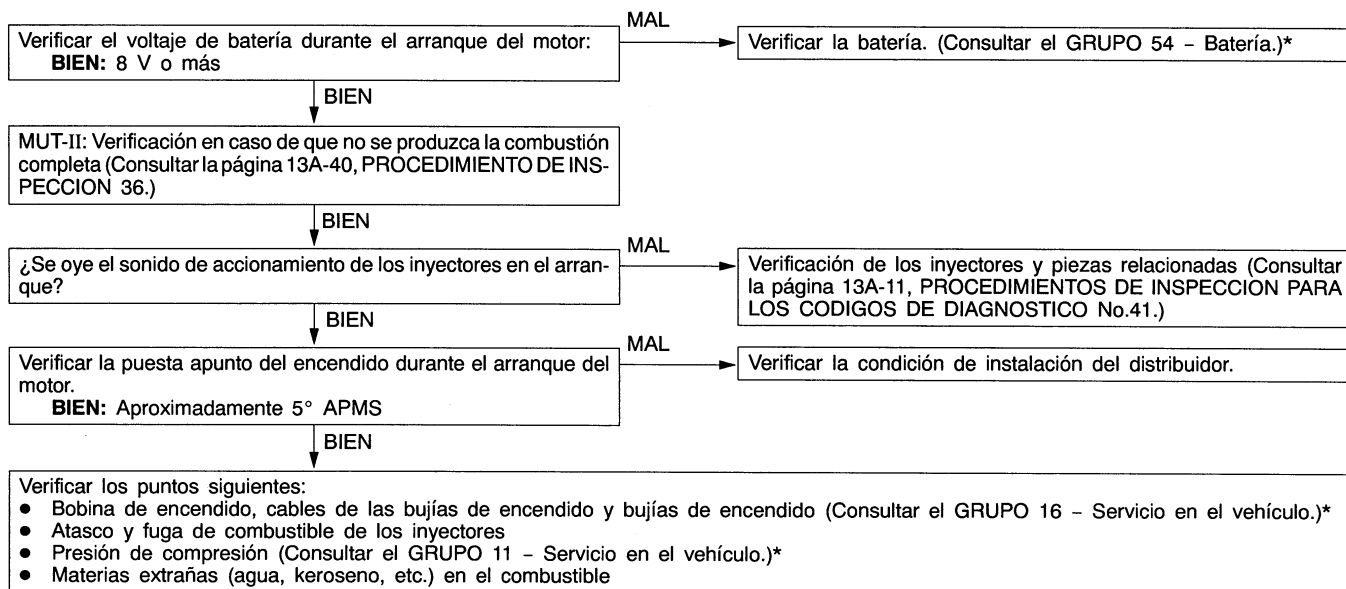 Verificar el voltaje de batería durante el arranque del motor:
BIEN: 8 V o más
MAL
Verificar la batería. (Consultar el GRUPO 54 – Batería.)*
BIEN
MUT-II: Verificación en caso de que no se produzca la combustión
completa (Consultar la página 13A-40, PROCEDIMIENTO DE INS-
PECCION 36.)
BIEN
¿Se oye el sonido de accionamiento de los inyectores en el arran-
que?
MAL
Verificación de los inyectores y piezas relacionadas (Consultar
la página 13A-11, PROCEDIMIENTOS DE INSPECCION PARA
LOS CODIGOS DE DIAGNOSTICO No.41.)
BIEN
Verificar la puesta apunto del encendido durante el arranque del
motor.
BIEN: Aproximadamente 5° APMS
MAL
Verificar la condición de instalación del distribuidor.
BIEN
Verificar los puntos siguientes:
● Bobina de encendido, cables de las bujías de encendido y bujías de encendido (Consultar el GRUPO 16 – Servicio en el vehículo.)*
● Atasco y fuga de combustible de los inyectores
● Presión de compresión (Consultar el GRUPO 11 – Servicio en el vehículo.)*
● Materias extrañas (agua, keroseno, etc.) en el combustible